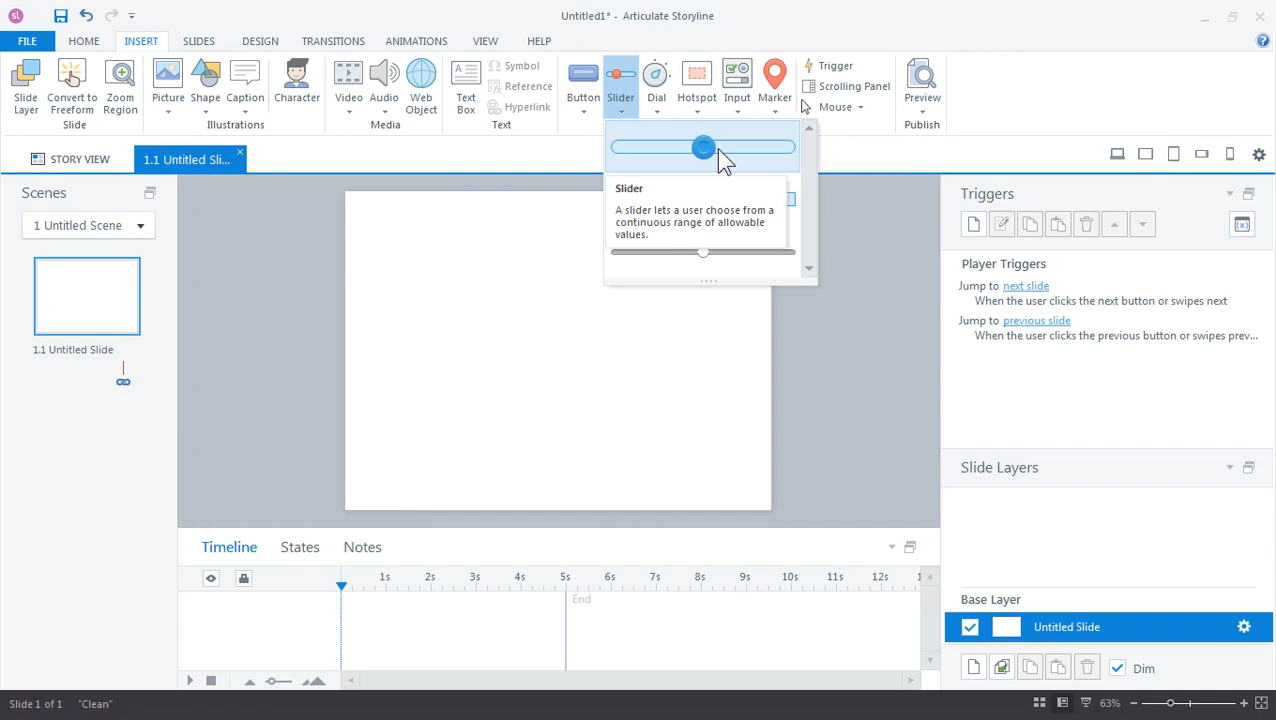 sl
Untitled1* - Articulate Storyline
FILE HOME INSERT SLIDES DESIGN TRANSITIONS ANIMATIONS VIEW HELP
Slide
Layer
Convert to
Freeform
Zoom
Region
Slide
Picture
Shape
Caption
Character
Illustrations
Video
Audio
Web
Object
Media
Text
Box
Symbol
Reference
Hyperlink
Text
Button
Slider
Dial
Hotspot
Input
Marker
Trigger
Scrolling Panel
Mouse
Preview
Publish
STORY VIEW
1.1 Untitled Sli...
Scenes
1 Untitled Scene
1.1 Untitled Slide
Slider
A slider lets a user choose from a
continuous range of allowable
values.
Triggers
Player Triggers
Jump to next slide
When the user clicks the next button or swipes next
Jump to previous slide
When the user clicks the previous button or swipes prev...
Slide Layers
Base Layer
Untitled Slide
Dim
Timeline States Notes
1s 2s 3s 4s 5s 6s 7s 8s 9s 10s 11s 12s 1
End
Slide 1 of 1 "Clean"
63%